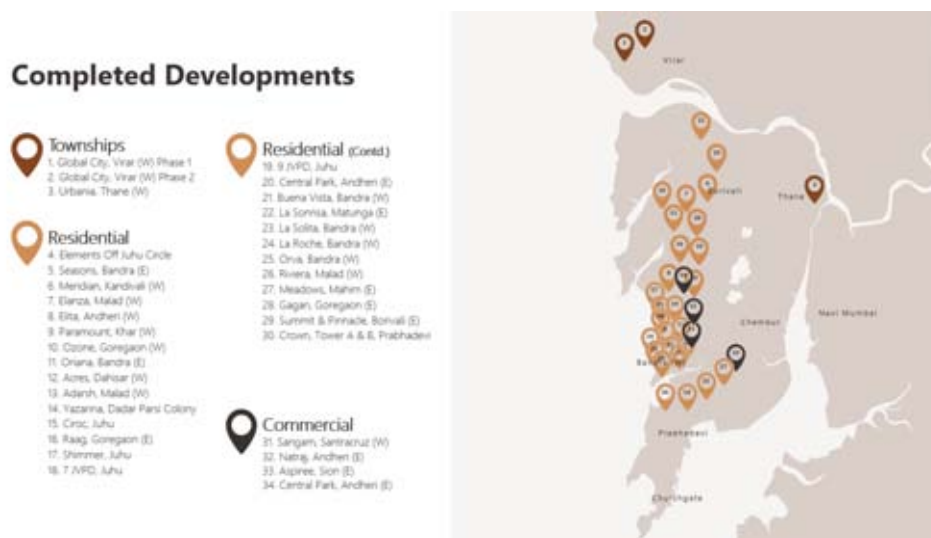 Completed Developments
Townships
1. Global City, Virar (W) Phase 1
2. Global City, Virar (W) Phase 2
3. Urbania, Thane (W)
Residential
4. Elements Off Juhu Circle
5. Seasons, Bandra (E)
6. Meridian, Kandivali (W)
7. Elanza, Malad (W)
8. Elita, Andheri (W)
9. Paramount, Khar (W)
10. Ozone, Goregaon (W)
11. Oriana, Bandra (E)
12. Acres, Dahisar (W)
13. Adarsh, Malad (W)
14. Yazarina, Dadar Parsi Colony
15. Ciroc, Juhu
16. Raag, Goregaon (E)
17. Shimmer, Juhu
18. 7 JVPD, Juhu
Residential (Contd.)
19. 9 JVPD, Juhu
20. Central Park, Andheri (E)
21. Buena Vista, Bandra (W)
22. La Sonrisa, Matunga (E)
23. La Solita, Bandra (W)
24. La Roche, Bandra (W)
25. Orva, Bandra (W)
26. Riviera, Malad (W)
27. Meadows, Mahim (E)
28. Gagan, Goregaon (E)
29. Summit & Pinnacle, Borivali (E)
30. Crown, Tower A & B, Prabhadevi
Commercial
31. Sangam, Santracruz (W)
32. Natraj, Andheri (E)
33. Aspiree, Sion (E)
34. Central Park, Andheri (E)
Virar
Borivali
Thane
Chembur
Navi Mumbai
Prabhadevi
Churchgate